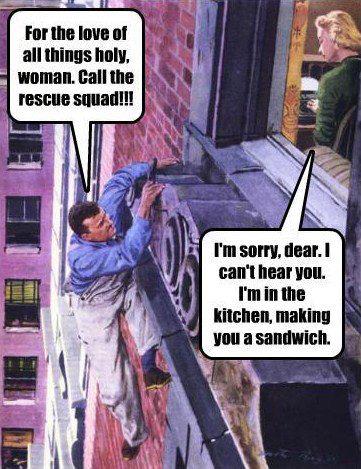 For the love of
all things holy,
woman. Call the
rescue squad!!!
I'm sorry, dear. I
can't hear you.
I'm in the
kitchen, making
you a sandwich.